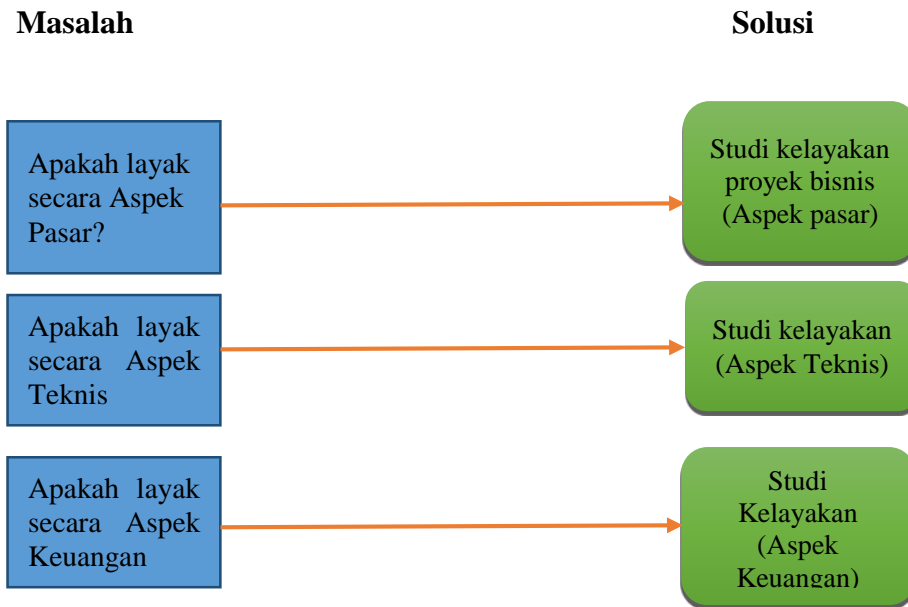 Masalah
Solusi
Apakah layak
secara Aspek
Pasar?
Studi kelayakan
proyek bisnis
(Aspek pasar)
Apakah layak
secara Aspek
Teknis
Studi kelayakan
(Aspek Teknis)
Apakah layak
secara Aspek
Keuangan
Studi
Kelayakan
(Aspek
Keuangan)